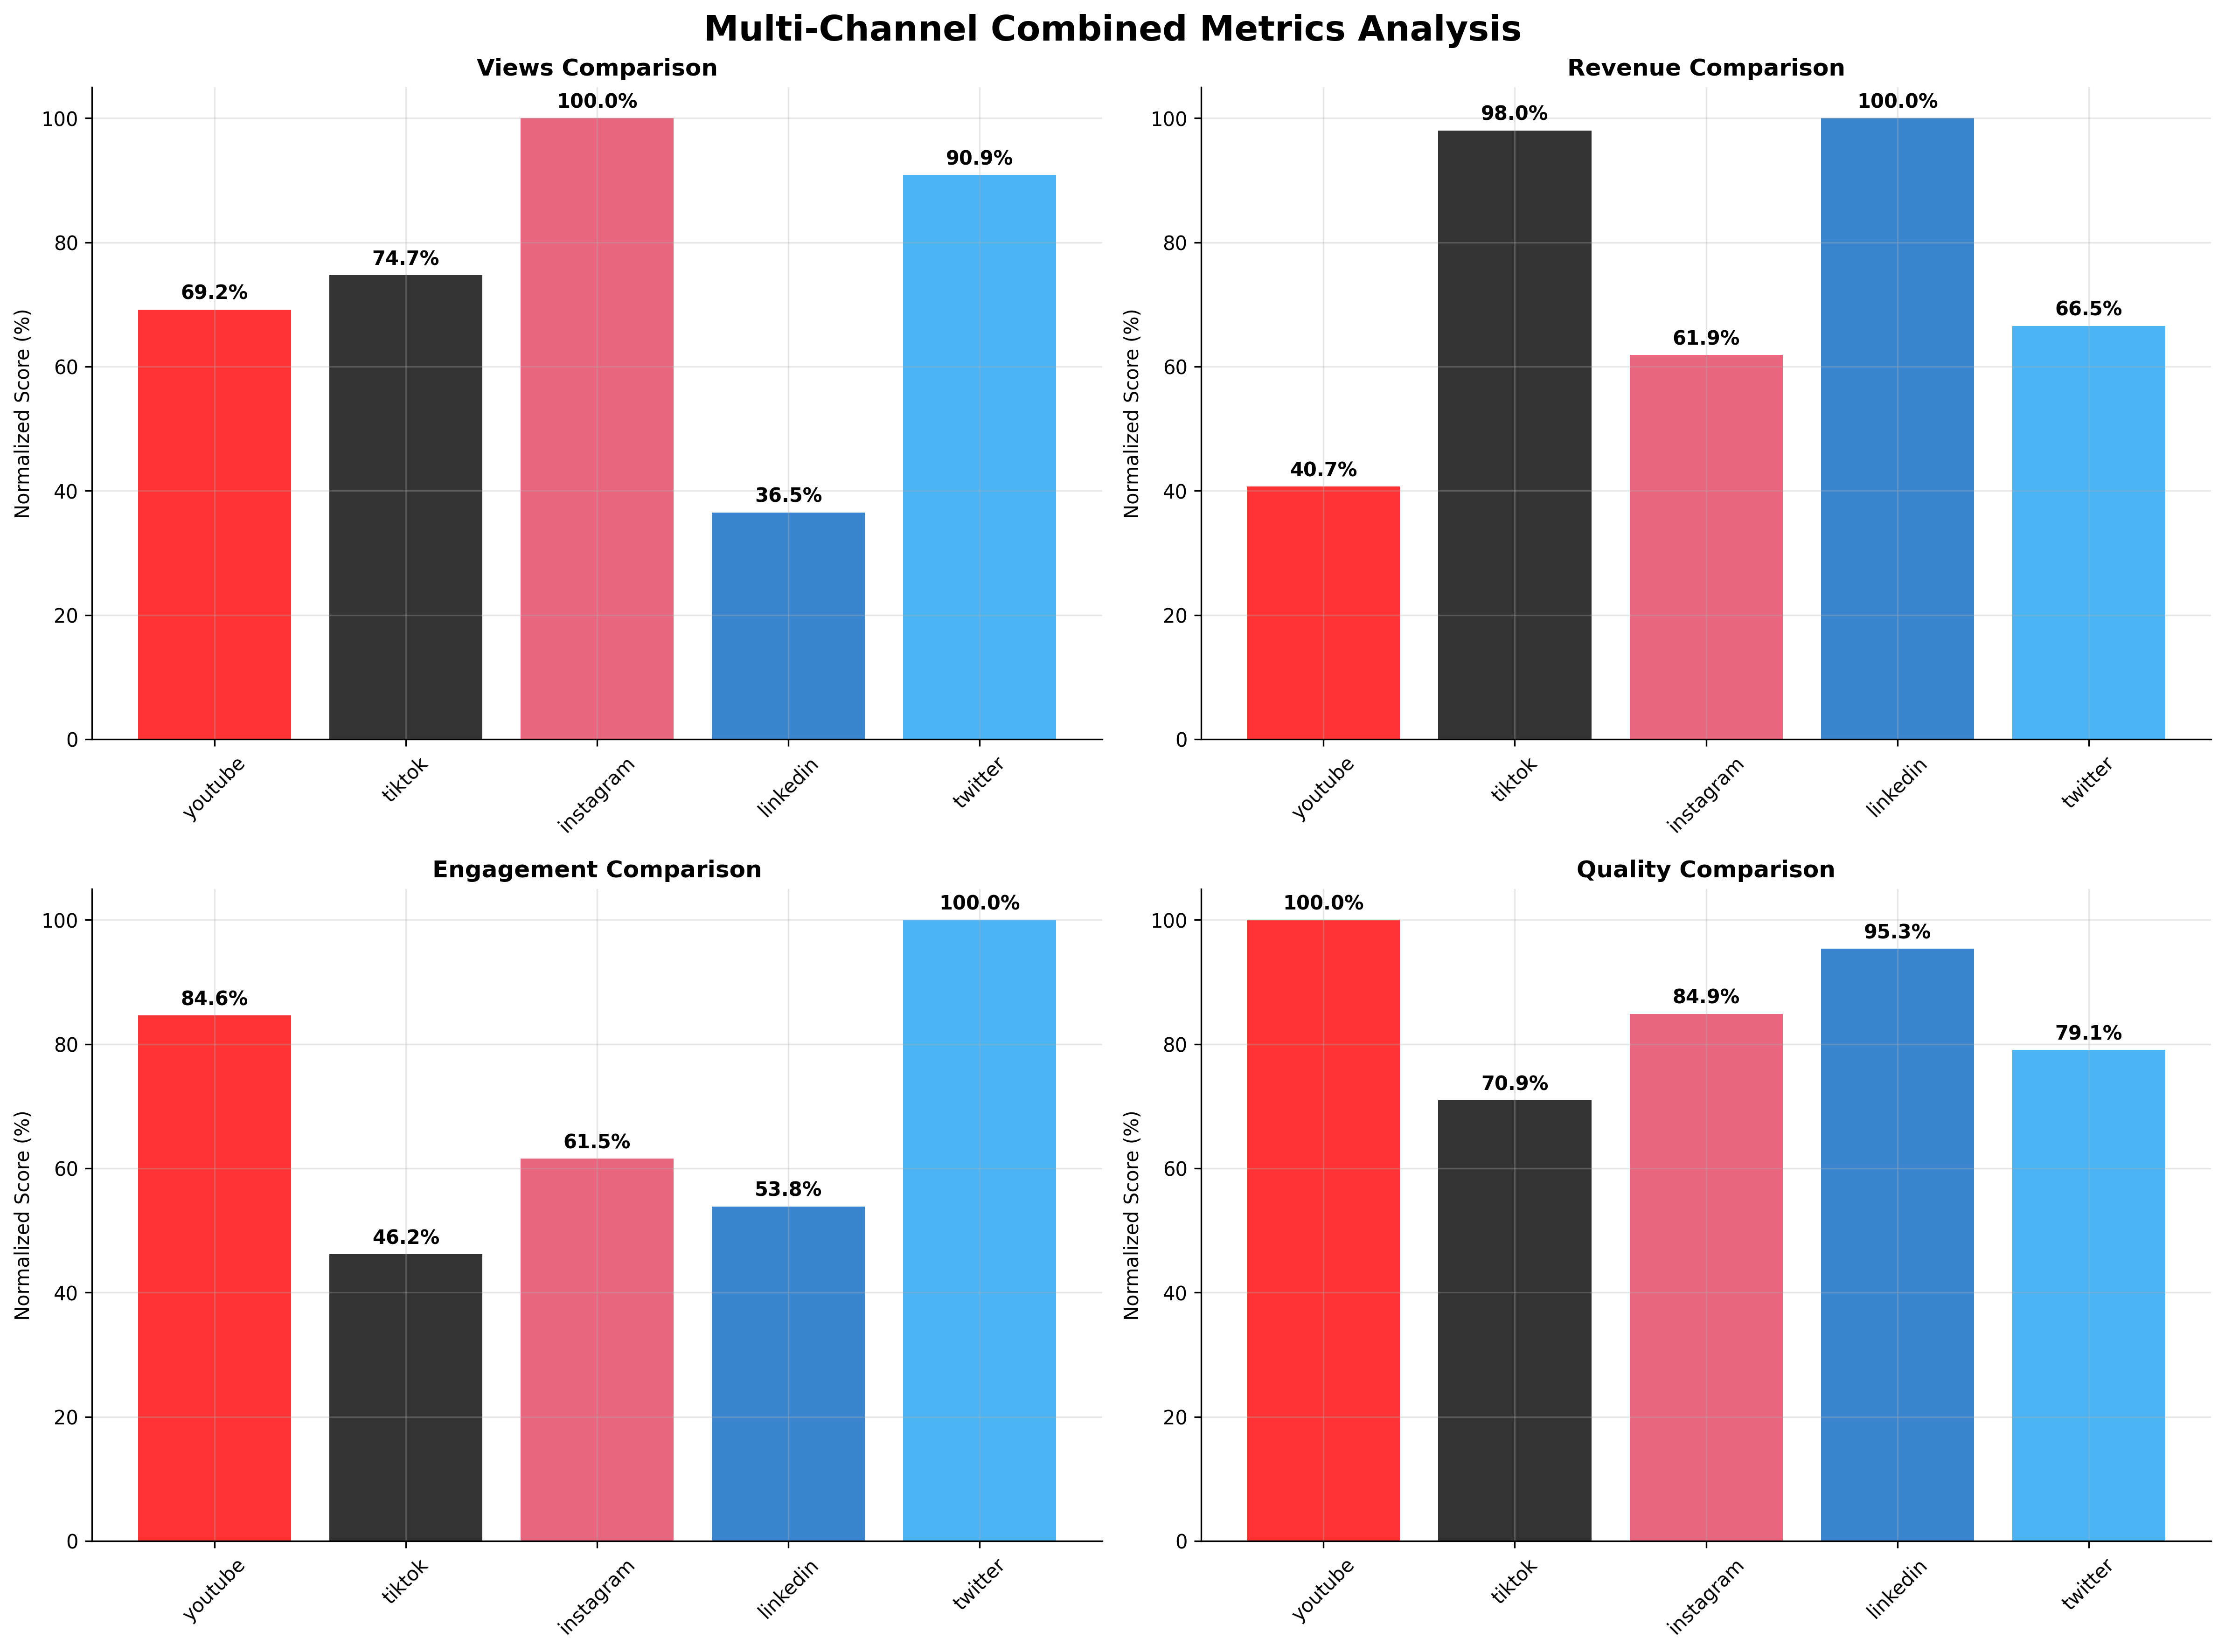 Multi-Channel Combined Metrics Analysis
Views Comparison
Normalized Score (%)
100
80
60
40
20
0
69.2%
74.7%
100.0%
36.5%
90.9%
youtube
tiktok
instagram
linkedin
twitter
Revenue Comparison
Normalized Score (%)
100
80
60
40
20
0
40.7%
98.0%
61.9%
100.0%
66.5%
youtube
tiktok
instagram
linkedin
twitter
Engagement Comparison
Normalized Score (%)
100
80
60
40
20
0
84.6%
46.2%
61.5%
53.8%
100.0%
youtube
tiktok
instagram
linkedin
twitter
Quality Comparison
Normalized Score (%)
100
80
60
40
20
0
100.0%
70.9%
84.9%
95.3%
79.1%
youtube
tiktok
instagram
linkedin
twitter